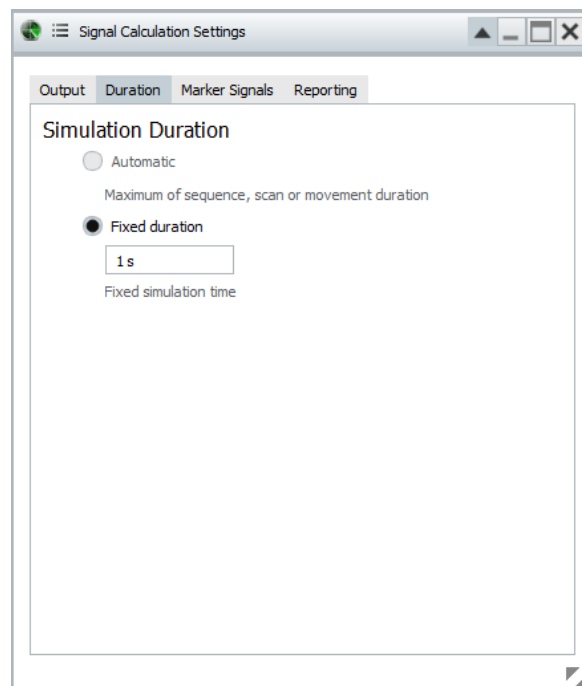 Signal Calculation Settings
Output Duration Marker Signals Reporting
Simulation Duration
Automatic
Maximum of sequence, scan or movement duration
Fixed duration
1 s
Fixed simulation time